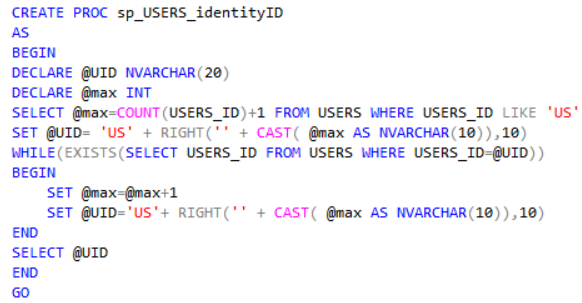 CREATE PROC sp_USERS_identityID
AS
BEGIN
DECLARE @UID NVARCHAR(20)
DECLARE @max INT
SELECT @max=COUNT(USERS_ID)+1 FROM USERS WHERE USERS_ID LIKE 'US'
SET @UID= 'US' + RIGHT('' + CAST( @max AS NVARCHAR(10)),10)
WHILE(EXISTS(SELECT USERS_ID FROM USERS WHERE USERS_ID=@UID))
BEGIN
    SET @max=@max+1
    SET @UID='US'+ RIGHT('' + CAST( @max AS NVARCHAR(10)),10)
END
SELECT @UID
END
GO